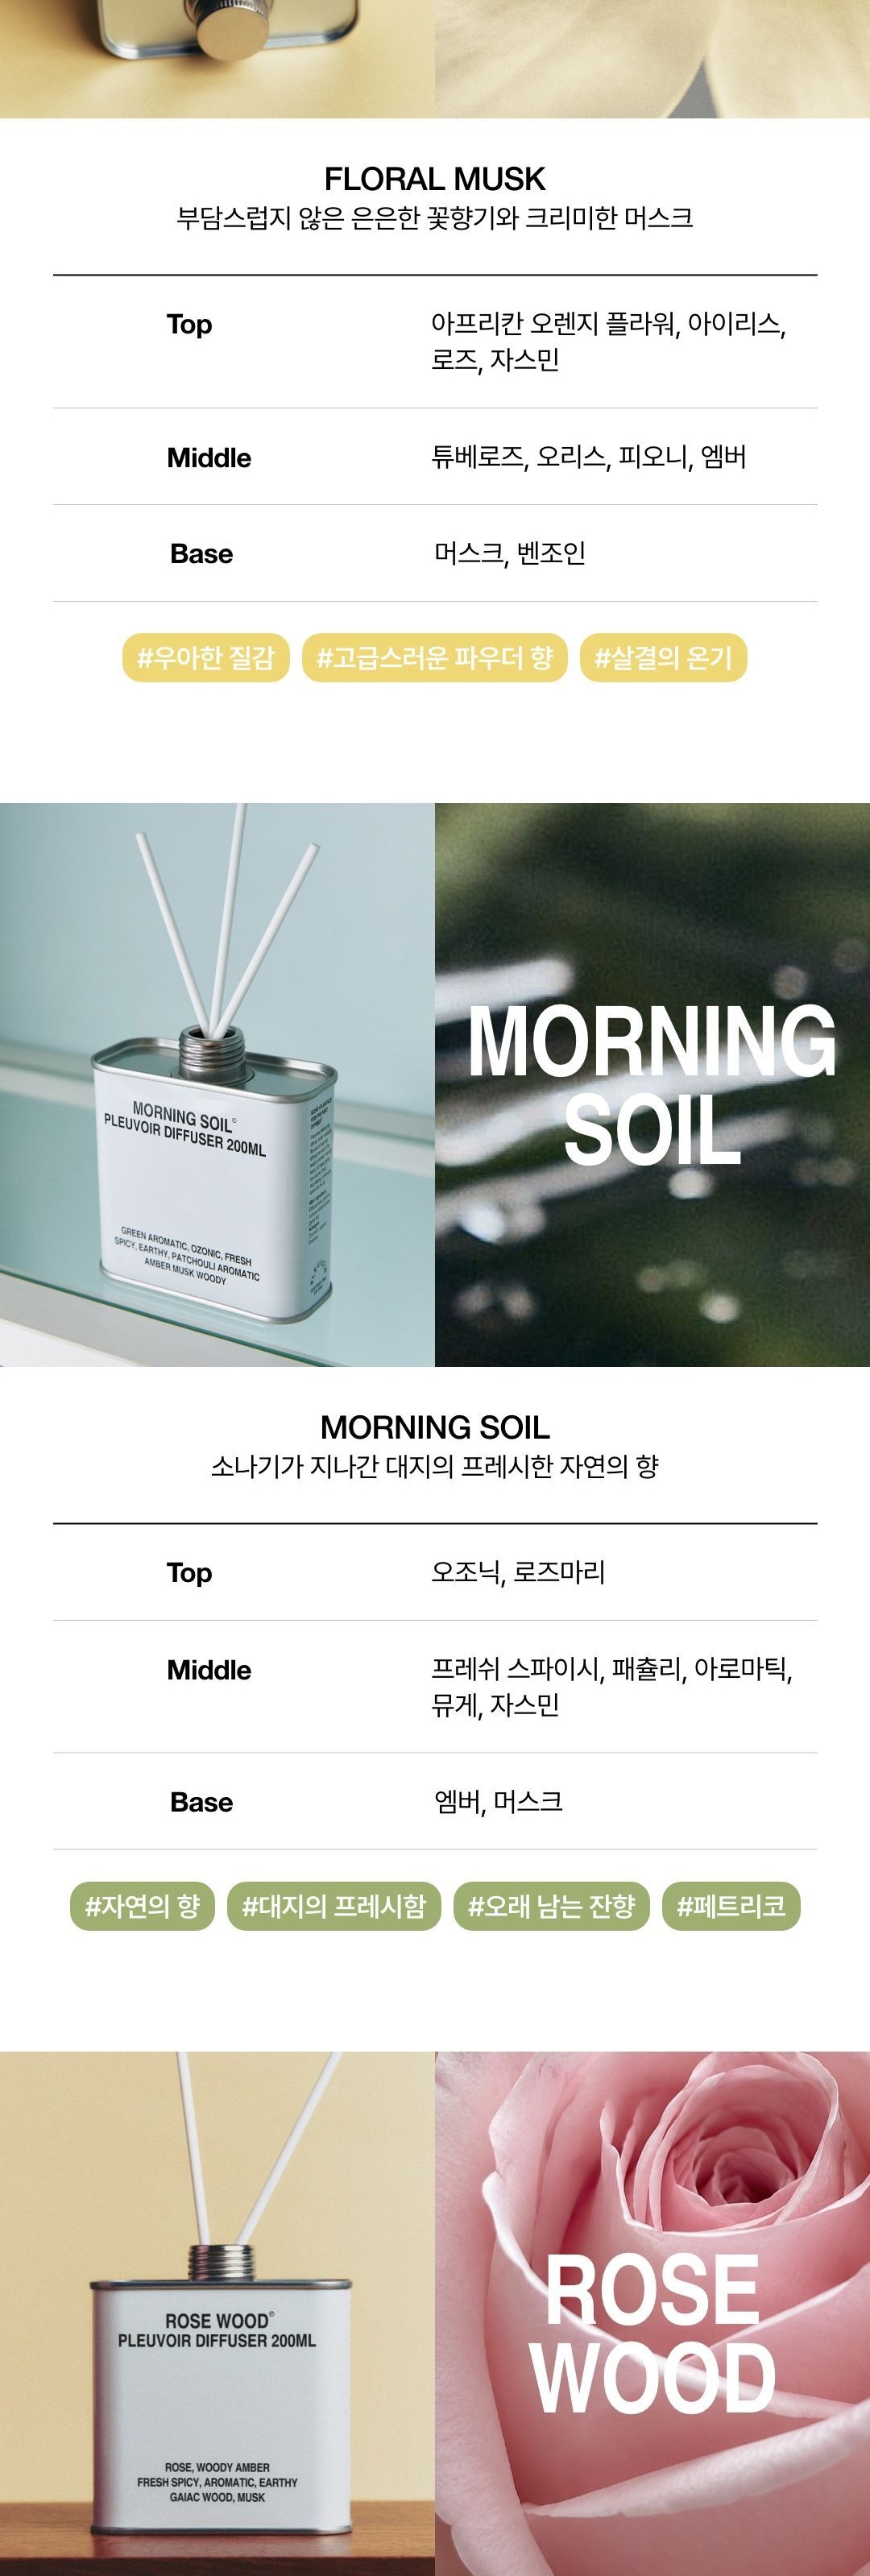 FLORAL MUSK
부담스럽지 않은 은은한 꽃향기와 크리미한 머스크
Top
아프리칸 오렌지 플라워, 아이리스,
로즈, 자스민
Middle
튜베로즈, 오리스, 피오니, 엠버
Base
머스크, 벤조인
#우아한 질감
#고급스러운 파우더 향
#살결의 온기
MORNING SOIL©
PLEUVOIR DIFFUSER 200ML
GREEN AROMATIC, OZONIC, FRESH
SPICY, EARTHY, PATCHOULI AROMATIC
AMBER MUSK WOODY
MORNING
SOIL
MORNING SOIL
소나기가 지나간 대지의 프레시한 자연의 향
Top
오조닉, 로즈마리
Middle
프레쉬 스파이시, 패츌리, 아로마틱,
뮤게, 자스민
Base
엠버, 머스크
#자연의 향
#대지의 프레시함
#오래 남는 잔향
#페트리코
ROSE WOOD©
PLEUVOIR DIFFUSER 200ML
ROSE, WOODY AMBER
FRESH SPICY, AROMATIC, EARTHY
GAIAC WOOD, MUSK
ROSE
WOOD